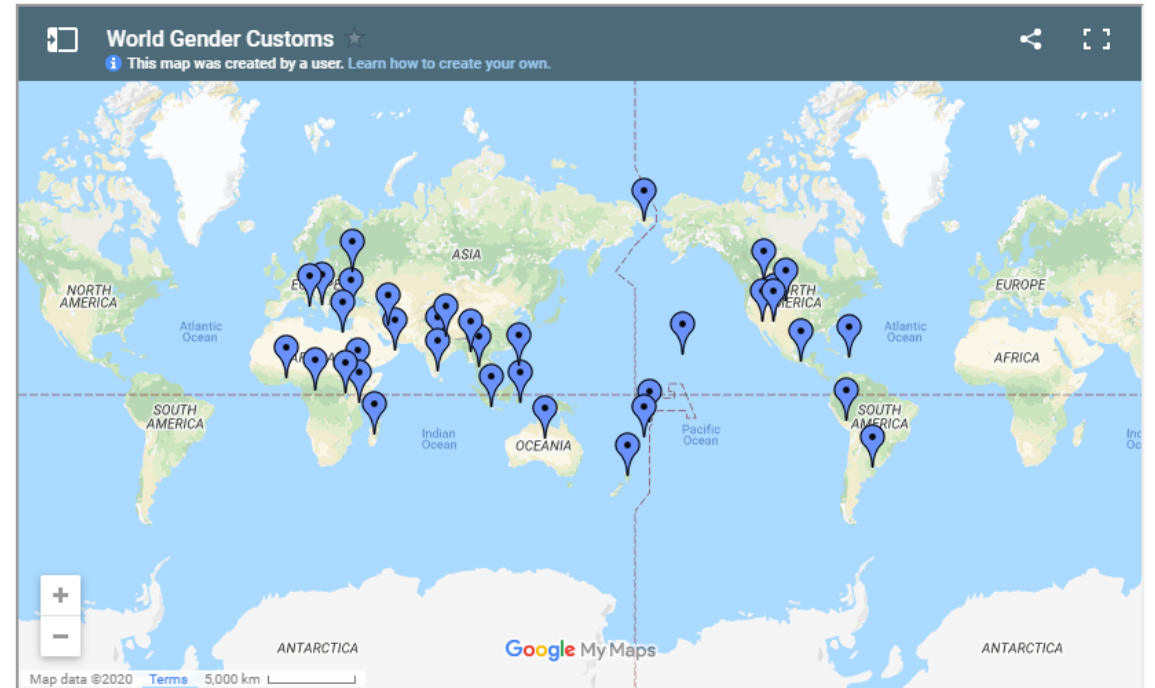 World Gender Customs
This map was created by a user. Learn how to create your own.
ASIA
NORTH
AMERICA
EUROPE
Atlantic
Ocean
Atlantic
Ocean
AFRICA
SOUTH
AMERICA
SOUTH
AMERICA
Indian
Ocean
OCEANIA
Pacific
Ocean
ANTARCTICA
ANTARCTICA
Google My Maps
Map data ©2020 Terms 5,000 km